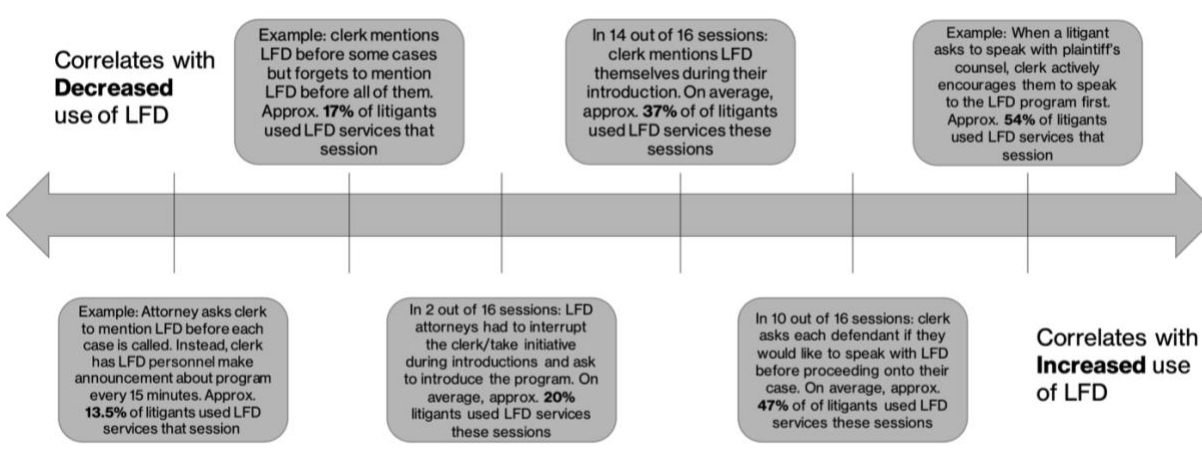 Correlates with
Decreased
use of LFD
Example: clerk mentions
LFD before some cases
but forgets to mention
LFD before all of them.
Approx. 17% of litigants
used LFD services that
session
In 14 out of 16 sessions:
clerk mentions LFD
themselves during their
introduction. On average,
approx. 37% of of litigants
used LFD services these
sessions
Example: When a litigant
asks to speak with plaintiff's
counsel, clerk actively
encourages them to speak
to the LFD program first.
Approx. 54% of litigants
used LFD services that
session
Example: Attorney asks clerk
to mention LFD before each
case is called. Instead, clerk
has LFD personnel make
announcement about program
every 15 minutes. Approx.
13.5% of litigants used LFD
services that session
In 2 out of 16 sessions: LFD
attorneys had to interrupt
the clerk/take initiative
during introductions and ask
to introduce the program. On
average, approx. 20%
litigants used LFD services
these sessions
In 10 out of 16 sessions: clerk
asks each defendant if they
would like to speak with LFD
before proceeding onto their
case. On average, approx.
47% of of litigants used LFD
services these sessions
Correlates with
Increased use
of LFD